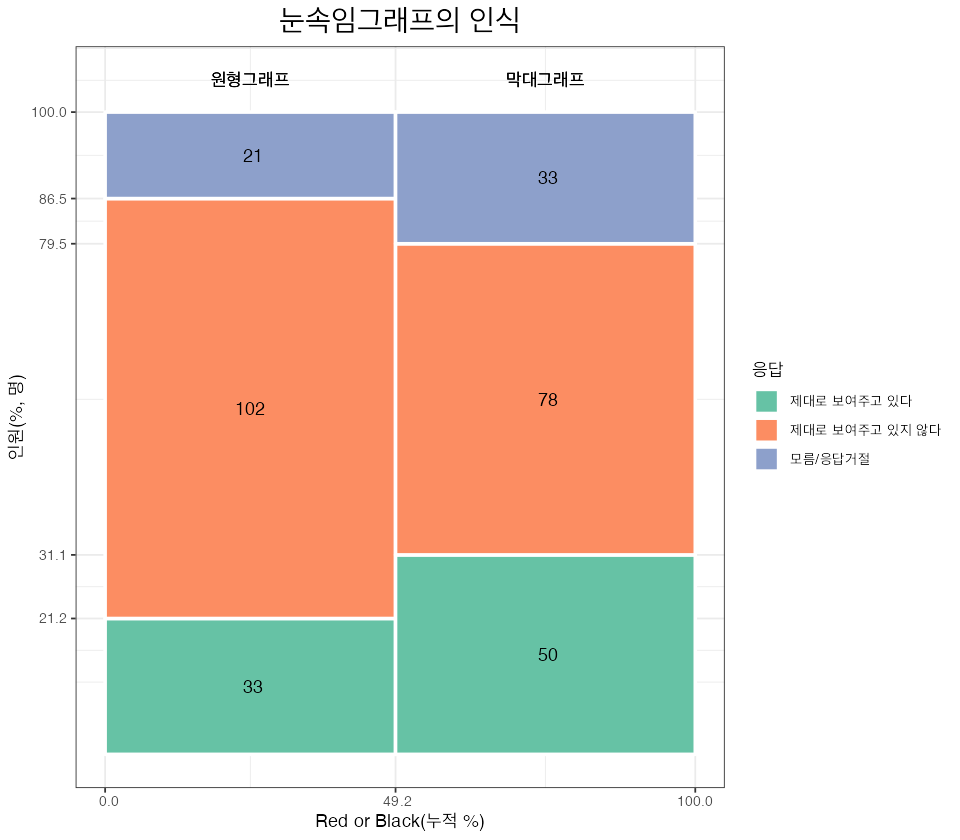 눈속임그래프의 인식
원형그래프
막대그래프
100.0
86.5
79.5
31.1
21.2
21
33
102
78
33
50
인원(%, 명)
0.0
49.2
100.0
Red or Black(누적 %)
응답
제대로 보여주고 있다
제대로 보여주고 있지 않다
모름/응답거절